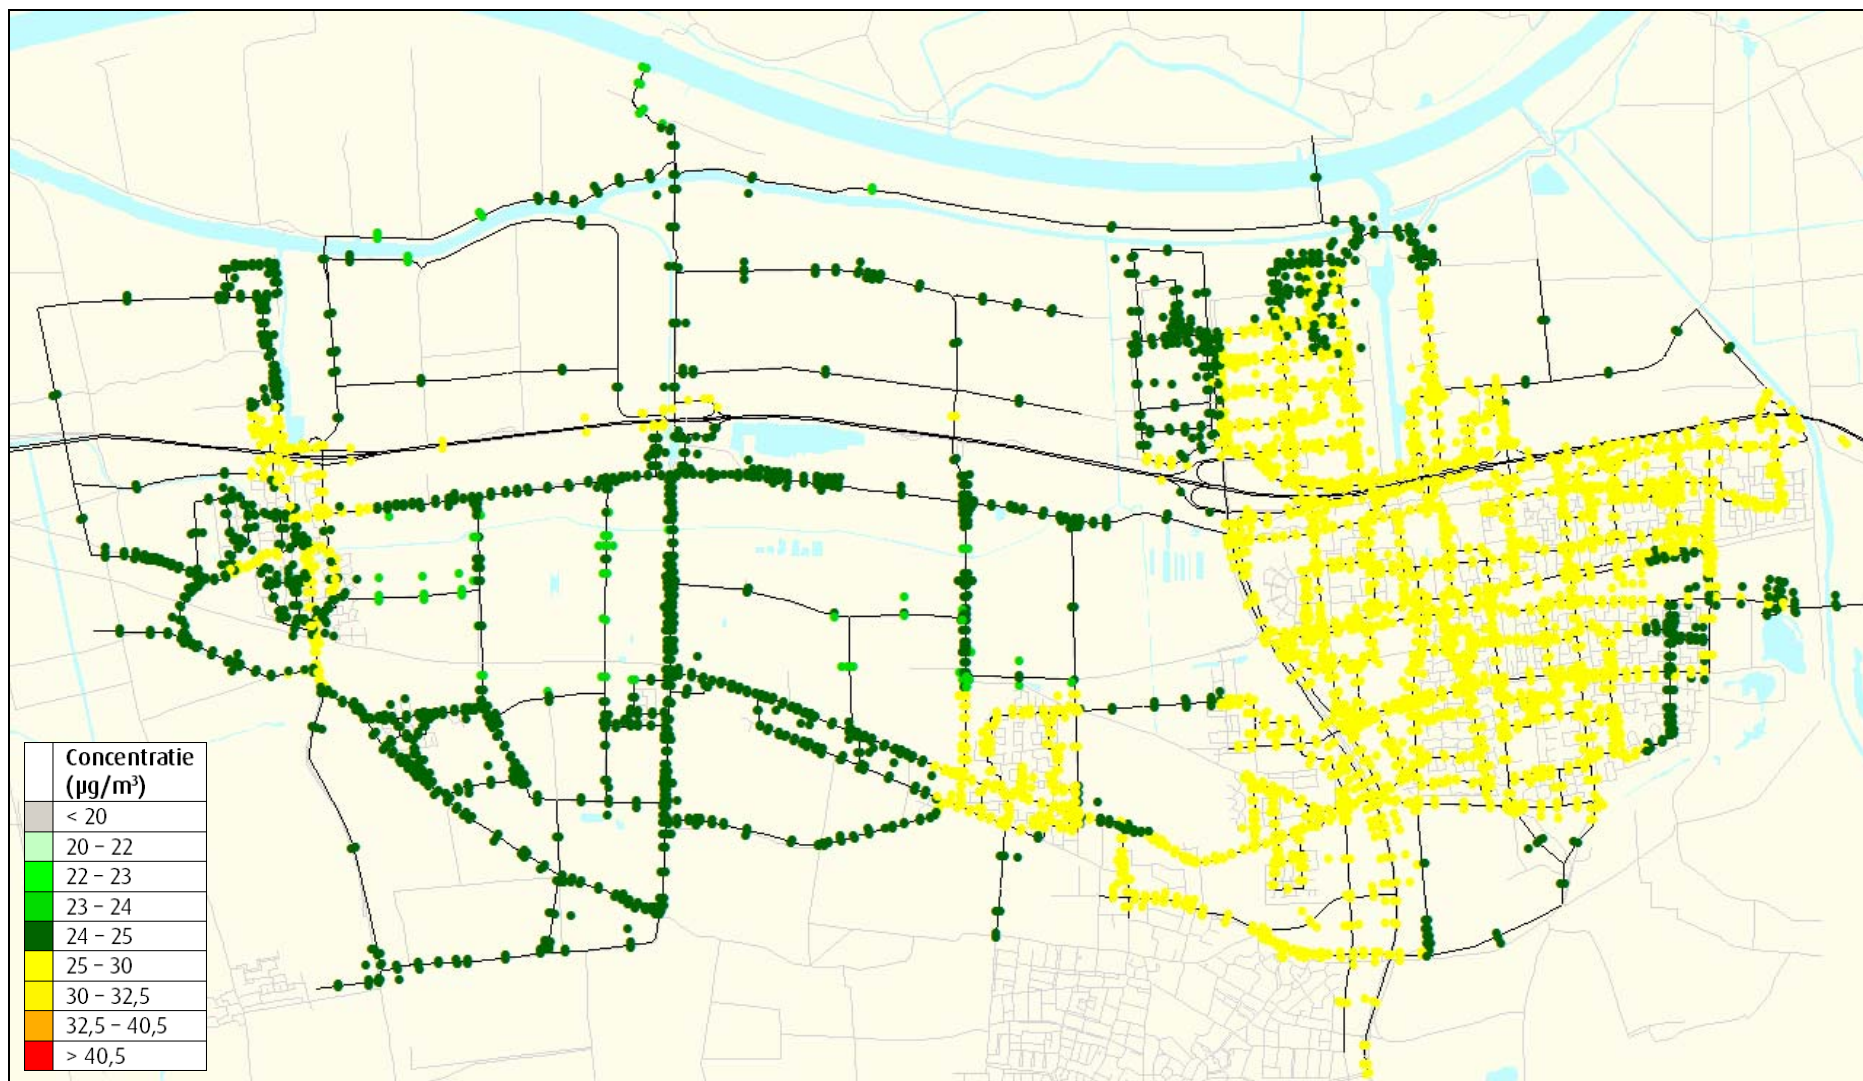 Concentratie
(µg/m³)
< 20
20 – 22
22 – 23
23 – 24
24 – 25
25 – 30
30 – 32,5
32,5 – 40,5
> 40,5